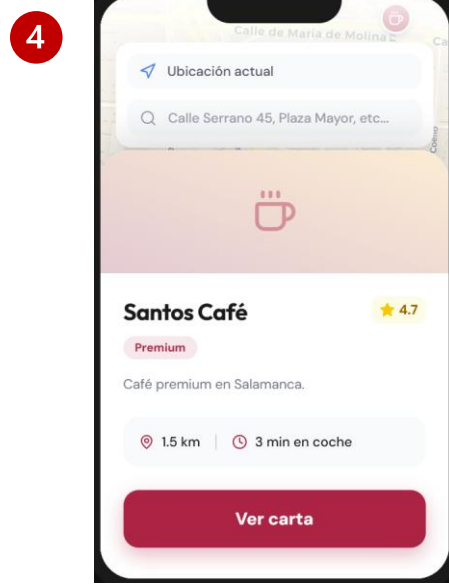 4
Calle de María de Molina
Ca
Ubicación actual
Calle Serrano 45, Plaza Mayor, etc...
Santos Café
4.7
Premium
Café premium en Salamanca.
1.5 km
3 min en coche
Ver carta